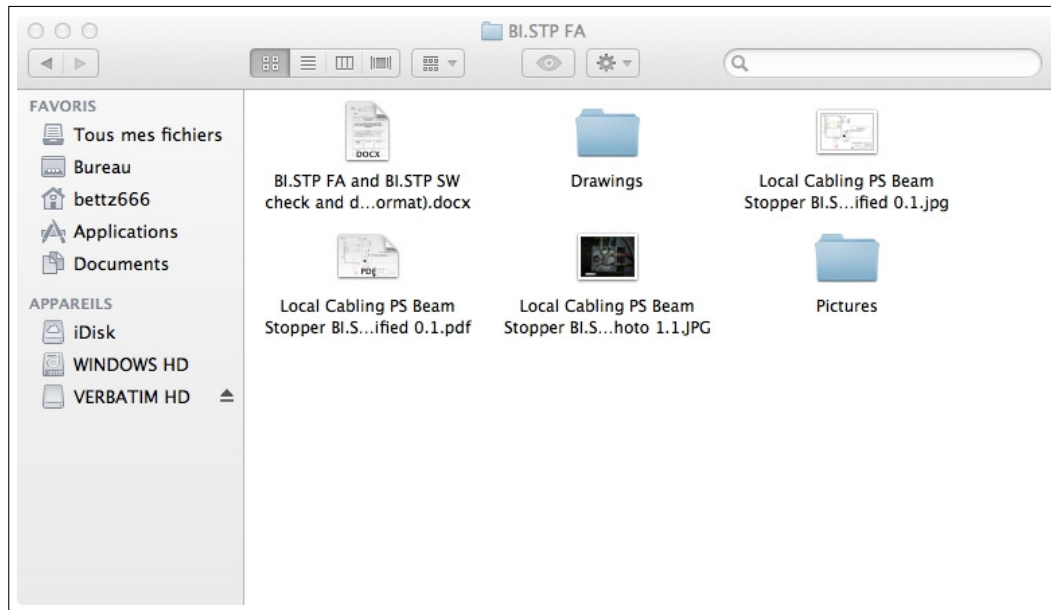 BI.STP FA
FAVORIS
Tous mes fichiers
Bureau
bettz666
Applications
Documents
APPAREILS
iDisk
WINDOWS HD
VERBATIM HD
DOCX
BI.STP FA and BI.STP SW
check and d...ormat).docx
Drawings
Local Cabling PS Beam
Stopper BI.S...ified 0.1.jpg
PDF
Local Cabling PS Beam
Stopper BI.S...ified 0.1.pdf
Local Cabling PS Beam
Stopper BI.S...hoto 1.1.JPG
Pictures